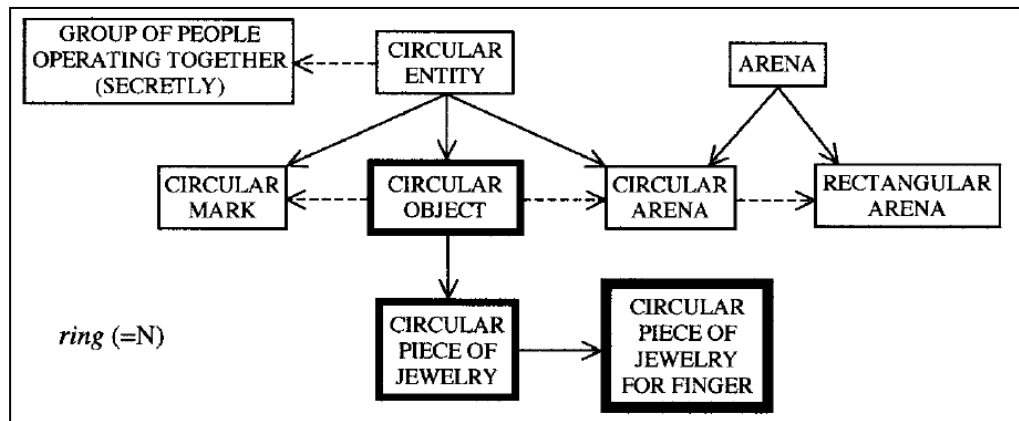 GROUP OF PEOPLE
OPERATING TOGETHER
(SECRETLY)
CIRCULAR
ENTITY
ARENA
CIRCULAR
MARK
CIRCULAR
OBJECT
CIRCULAR
ARENA
RECTANGULAR
ARENA
ring (=N)
CIRCULAR
PIECE OF
JEWELRY
CIRCULAR
PIECE OF
JEWELRY
FOR FINGER